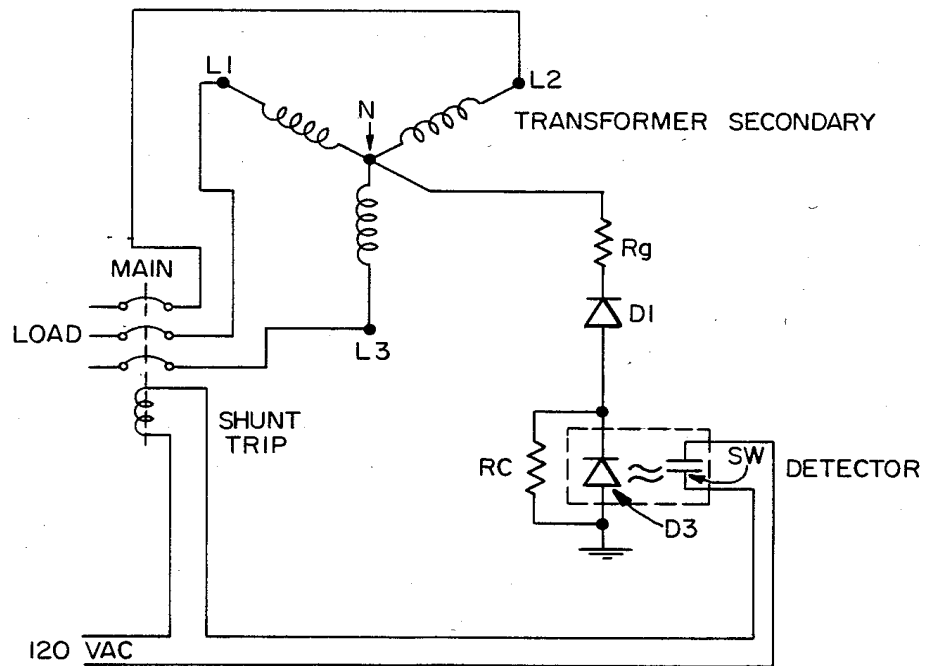 L1
L2
N
TRANSFORMER SECONDARY
Rg
MAIN
D1
LOAD
L3
SHUNT
TRIP
RC
SW
DETECTOR
D3
120 VAC